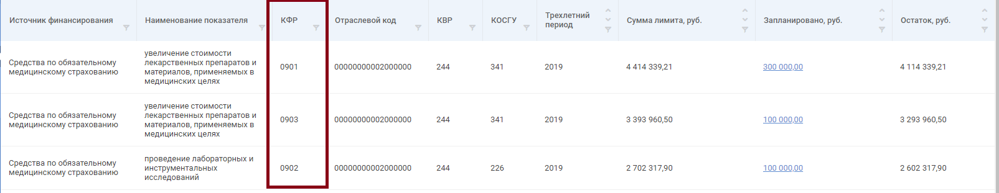 Источник финансирования
Наименование показателя
КФР
Отраслевой код
КВР
КОСГУ
Трехлетний
период
Сумма лимита, руб.
Запланировано, руб.
Остаток, руб.
Средства по обязательному
медицинскому страхованию
увеличение стоимости
лекарственных препаратов и
материалов, применяемых в
медицинских целях
0901
00000000002000000
244
341
2019
4 414 339,21
300 000,00
4 114 339,21
Средства по обязательному
медицинскому страхованию
увеличение стоимости
лекарственных препаратов и
материалов, применяемых в
медицинских целях
0903
00000000002000000
244
341
2019
3 393 960,50
100 000,00
3 293 960,50
Средства по обязательному
медицинскому страхованию
проведение лабораторных и
инструментальных
исследований
0902
00000000002000000
244
226
2019
2 702 317,90
100 000,00
2 602 317,90